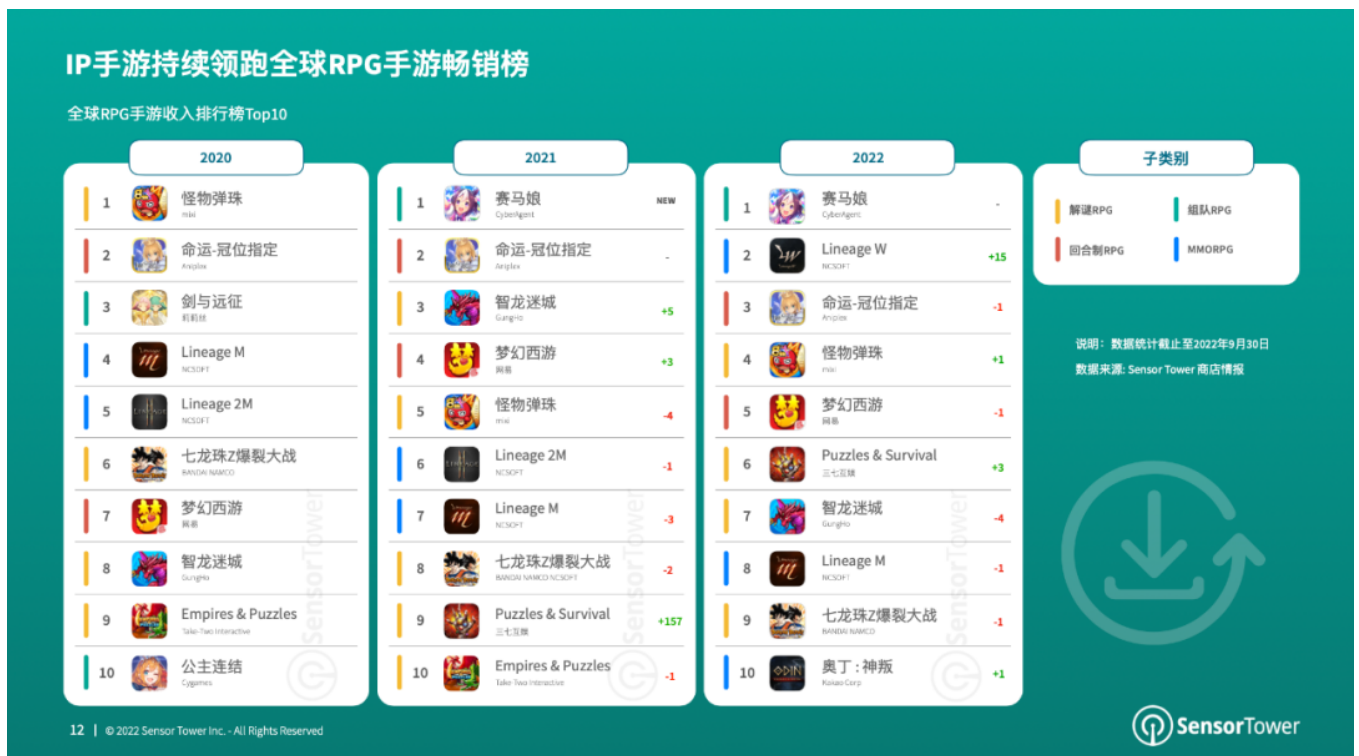 IP手游持续领跑全球RPG手游畅销榜
全球RPG手游收入排行榜Top10
2020
1 怪物弹珠
mixi
2 命运-冠位指定
Aniplex
3 剑与远征
莉莉丝
4 Lineage M
NCSOFT
5 Lineage 2M
NCSOFT
6 七龙珠Z爆裂大战
BANDAI NAMCO
7 梦幻西游
网易
8 智龙迷城
GungHo
9 Empires & Puzzles
Take-Two Interactive
10 公主连结
Cygames
2021
1 赛马娘 NEW
CyberAgent
2 命运-冠位指定 -
Aniplex
3 智龙迷城 +5
GungHo
4 梦幻西游 +3
网易
5 怪物弹珠 -4
mixi
6 Lineage 2M -1
NCSOFT
7 Lineage M -3
NCSOFT
8 七龙珠Z爆裂大战 -2
BANDAI NAMCO NCSOFT
9 Puzzles & Survival +157
三七互娱
10 Empires & Puzzles -1
Take-Two Interactive
2022
1 赛马娘 -
CyberAgent
2 Lineage W +15
NCSOFT
3 命运-冠位指定 -1
Aniplex
4 怪物弹珠 +1
mixi
5 梦幻西游 -1
网易
6 Puzzles & Survival +3
三七互娱
7 智龙迷城 -4
GungHo
8 Lineage M -1
NCSOFT
9 七龙珠Z爆裂大战 -1
BANDAI NAMCO
10 奥丁：神叛 +1
Kakao Corp
子类别
解谜RPG 组队RPG
回合制RPG MMORPG
说明：数据统计截止至2022年9月30日
数据来源: Sensor Tower 商店情报
SensorTower
SensorTower
SensorTower
12 | © 2022 Sensor Tower Inc. - All Rights Reserved
SensorTower